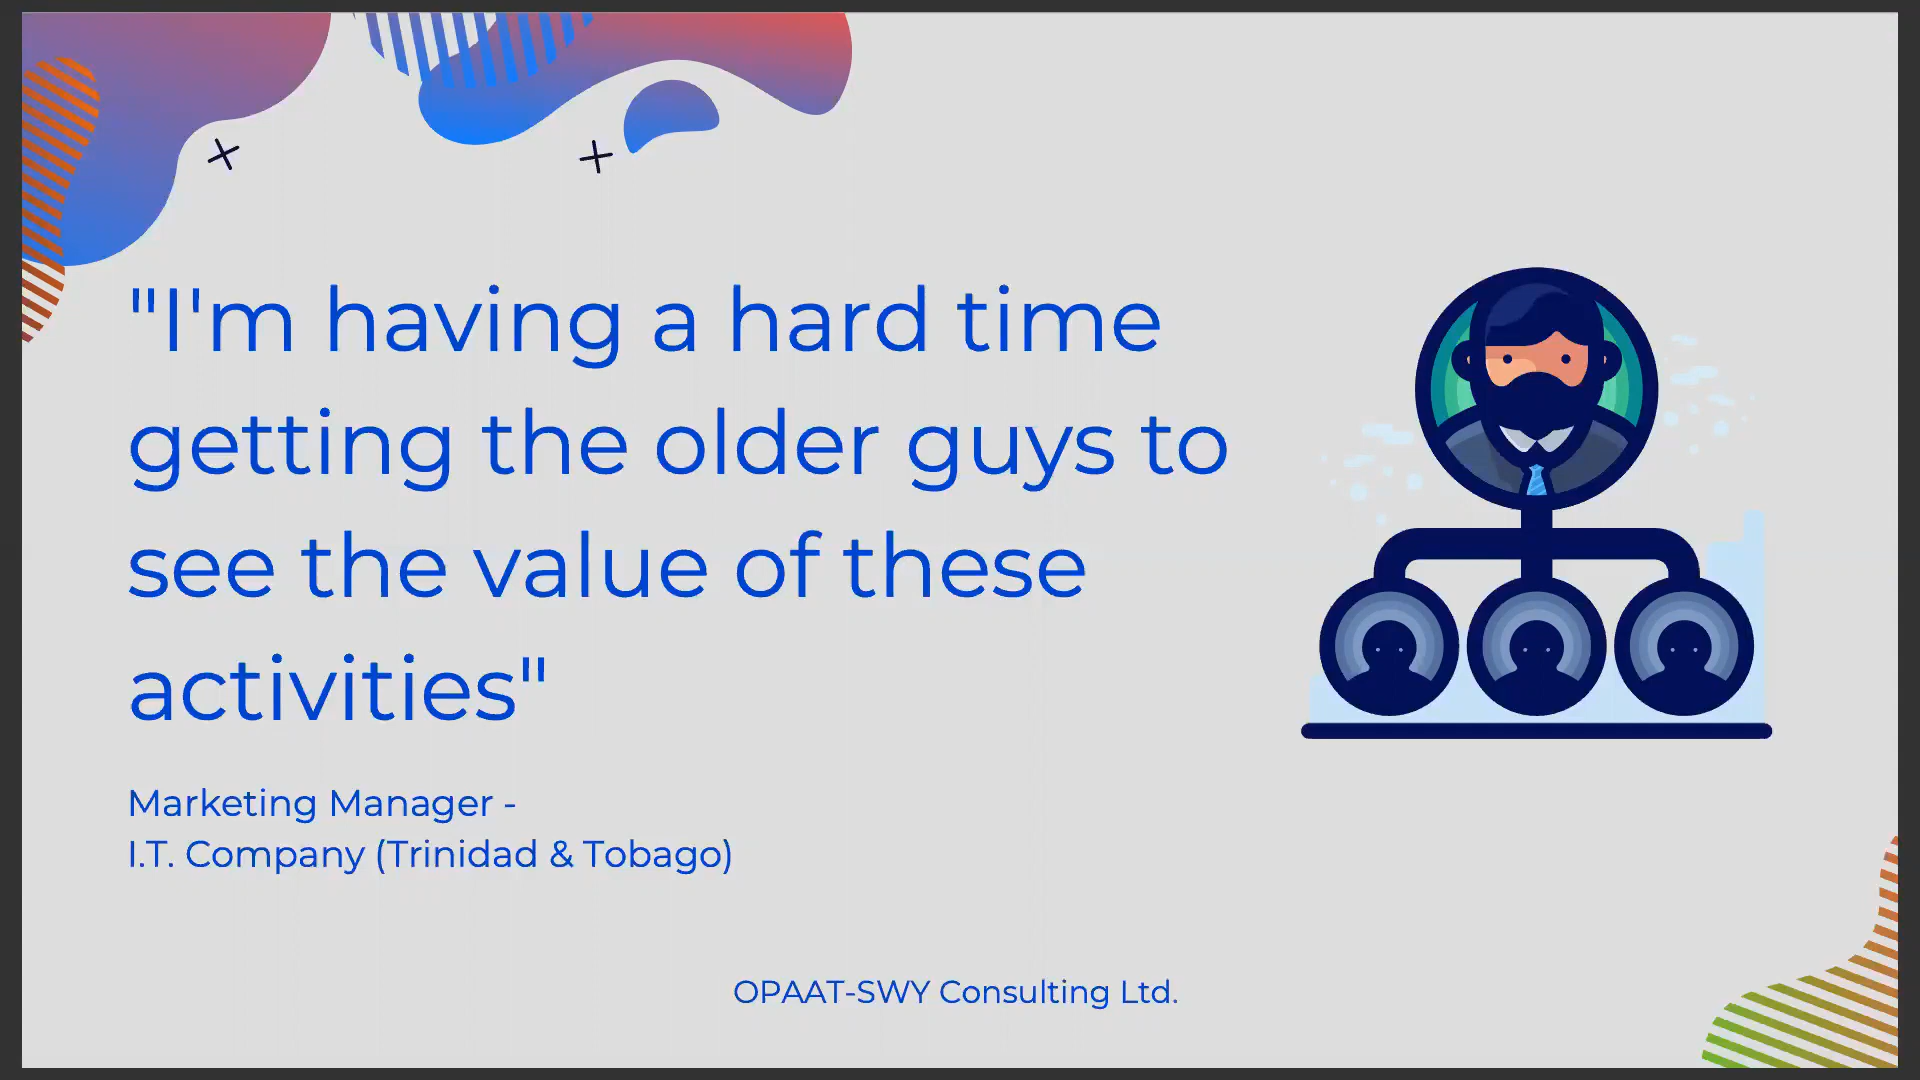 "I'm having a hard time
getting the older guys to
see the value of these
activities"
Marketing Manager -
I.T. Company (Trinidad & Tobago)
OPAAT-SWY Consulting Ltd.